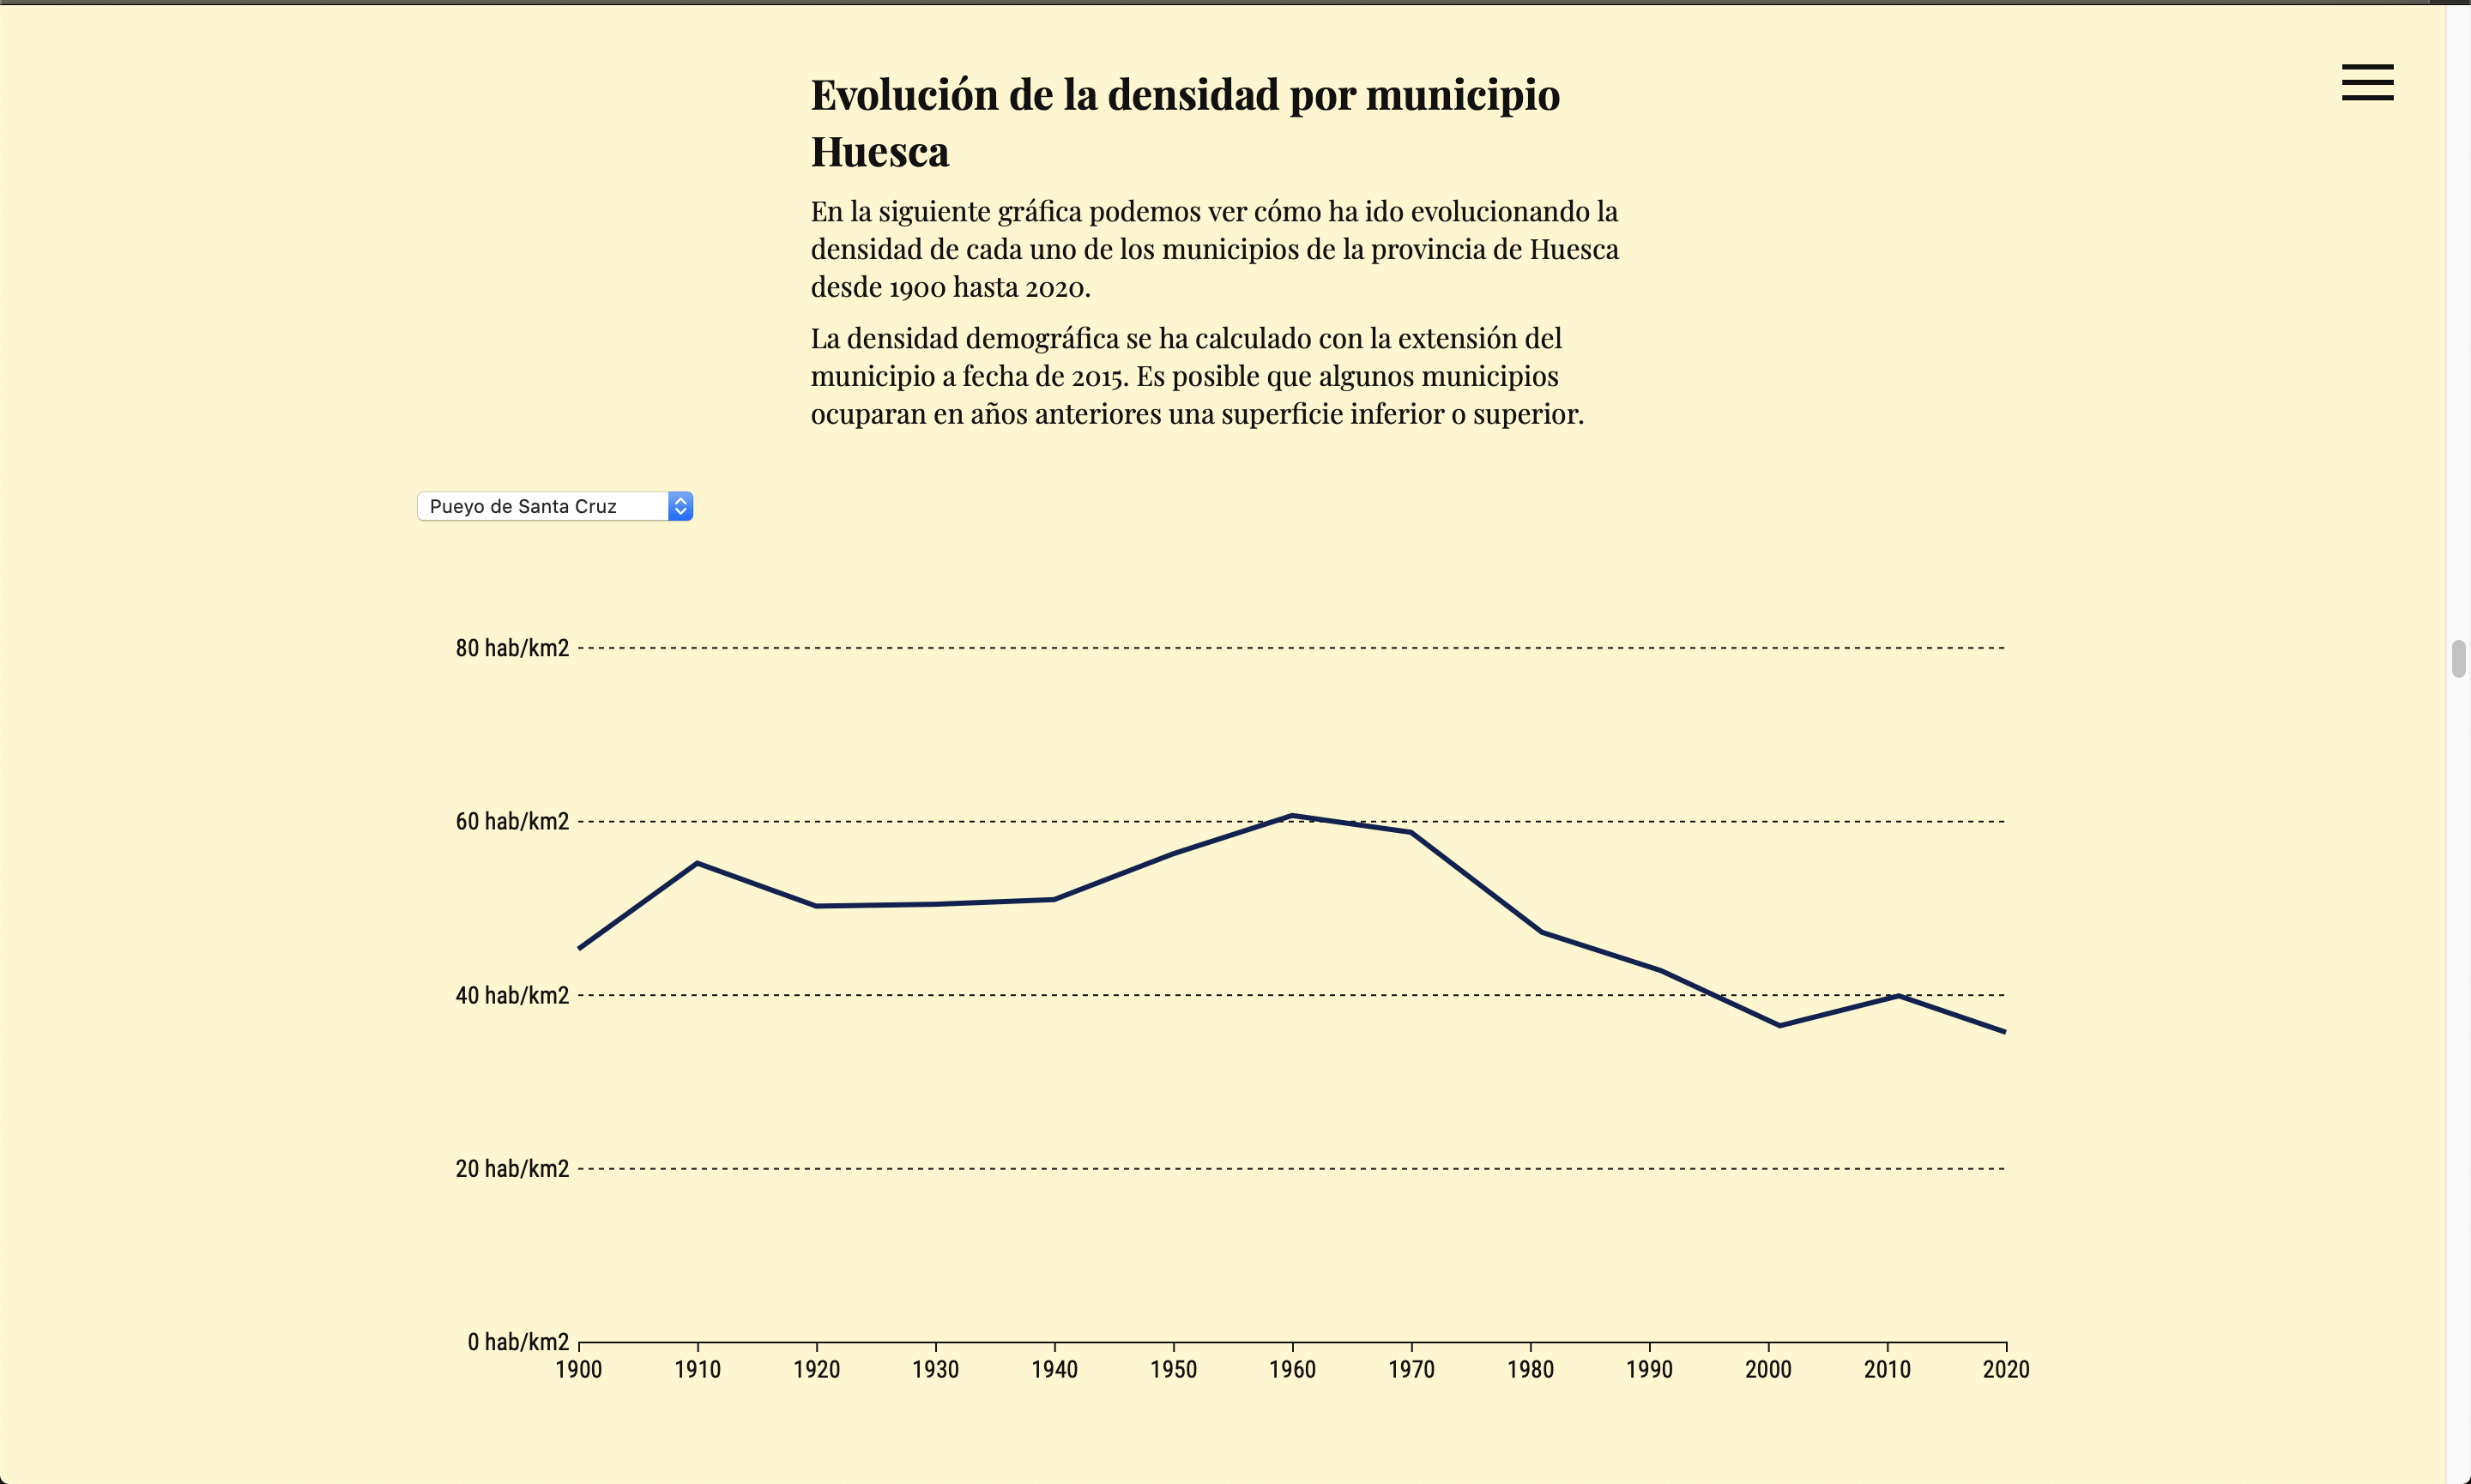 Evolución de la densidad por municipio
Huesca
En la siguiente gráfica podemos ver cómo ha ido evolucionando la
densidad de cada uno de los municipios de la provincia de Huesca
desde 1900 hasta 2020.
La densidad demográfica se ha calculado con la extensión del
municipio a fecha de 2015. Es posible que algunos municipios
ocuparan en años anteriores una superficie inferior o superior.
Pueyo de Santa Cruz
80 hab/km2
60 hab/km2
40 hab/km2
20 hab/km2
0 hab/km2
1900 1910 1920 1930 1940 1950 1960 1970 1980 1990 2000 2010 2020